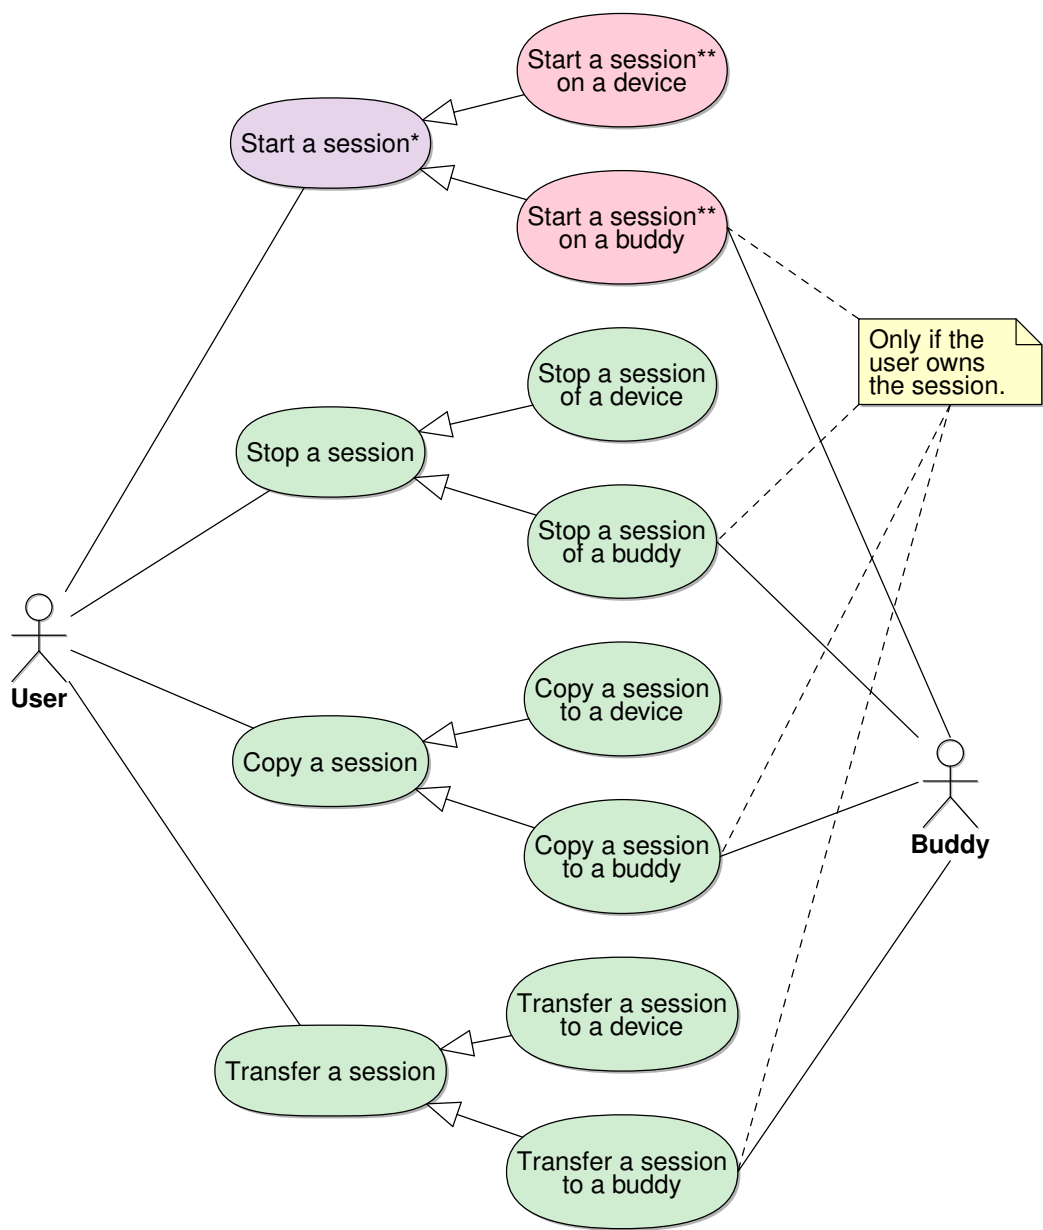 Start a session**
on a device
Start a session*
Start a session**
on a buddy
Only if the
user owns
the session.
Stop a session
of a device
Stop a session
Stop a session
of a buddy
User
Copy a session
to a device
Copy a session
Copy a session
to a buddy
Buddy
Transfer a session
to a device
Transfer a session
Transfer a session
to a buddy